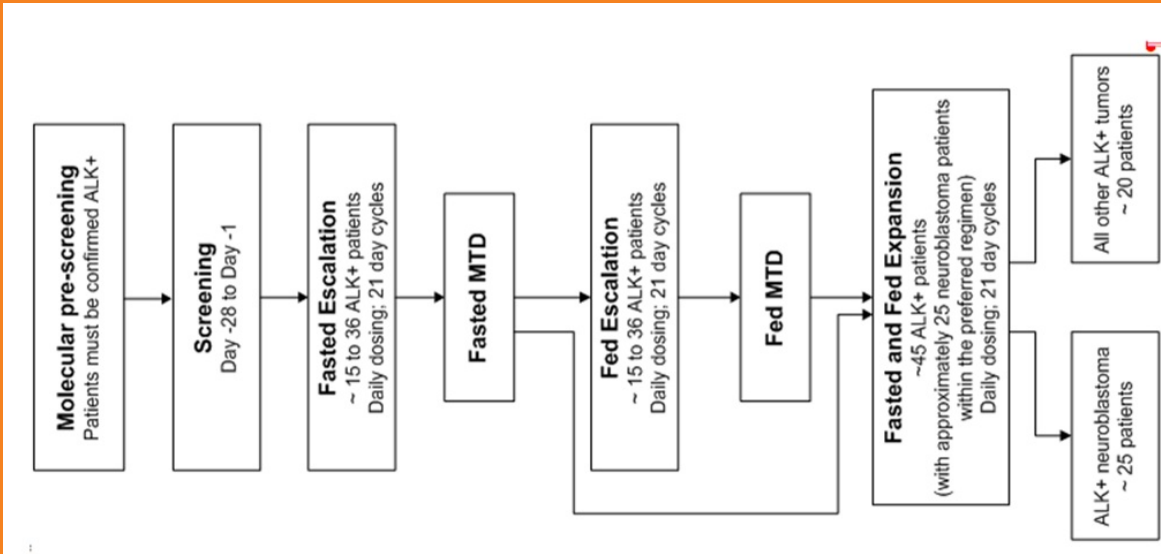 Molecular pre-screening
Patients must be confirmed ALK+
Screening
Day -28 to Day -1
Fasted Escalation
~ 15 to 36 ALK+ patients
Daily dosing; 21 day cycles
Fasted MTD
Fed Escalation
~ 15 to 36 ALK+ patients
Daily dosing; 21 day cycles
Fed MTD
Fasted and Fed Expansion
~45 ALK+ patients
(with approximately 25 neuroblastoma patients
within the preferred regimen)
Daily dosing; 21 day cycles
ALK+ neuroblastoma
~ 25 patients
All other ALK+ tumors
~ 20 patients
¶